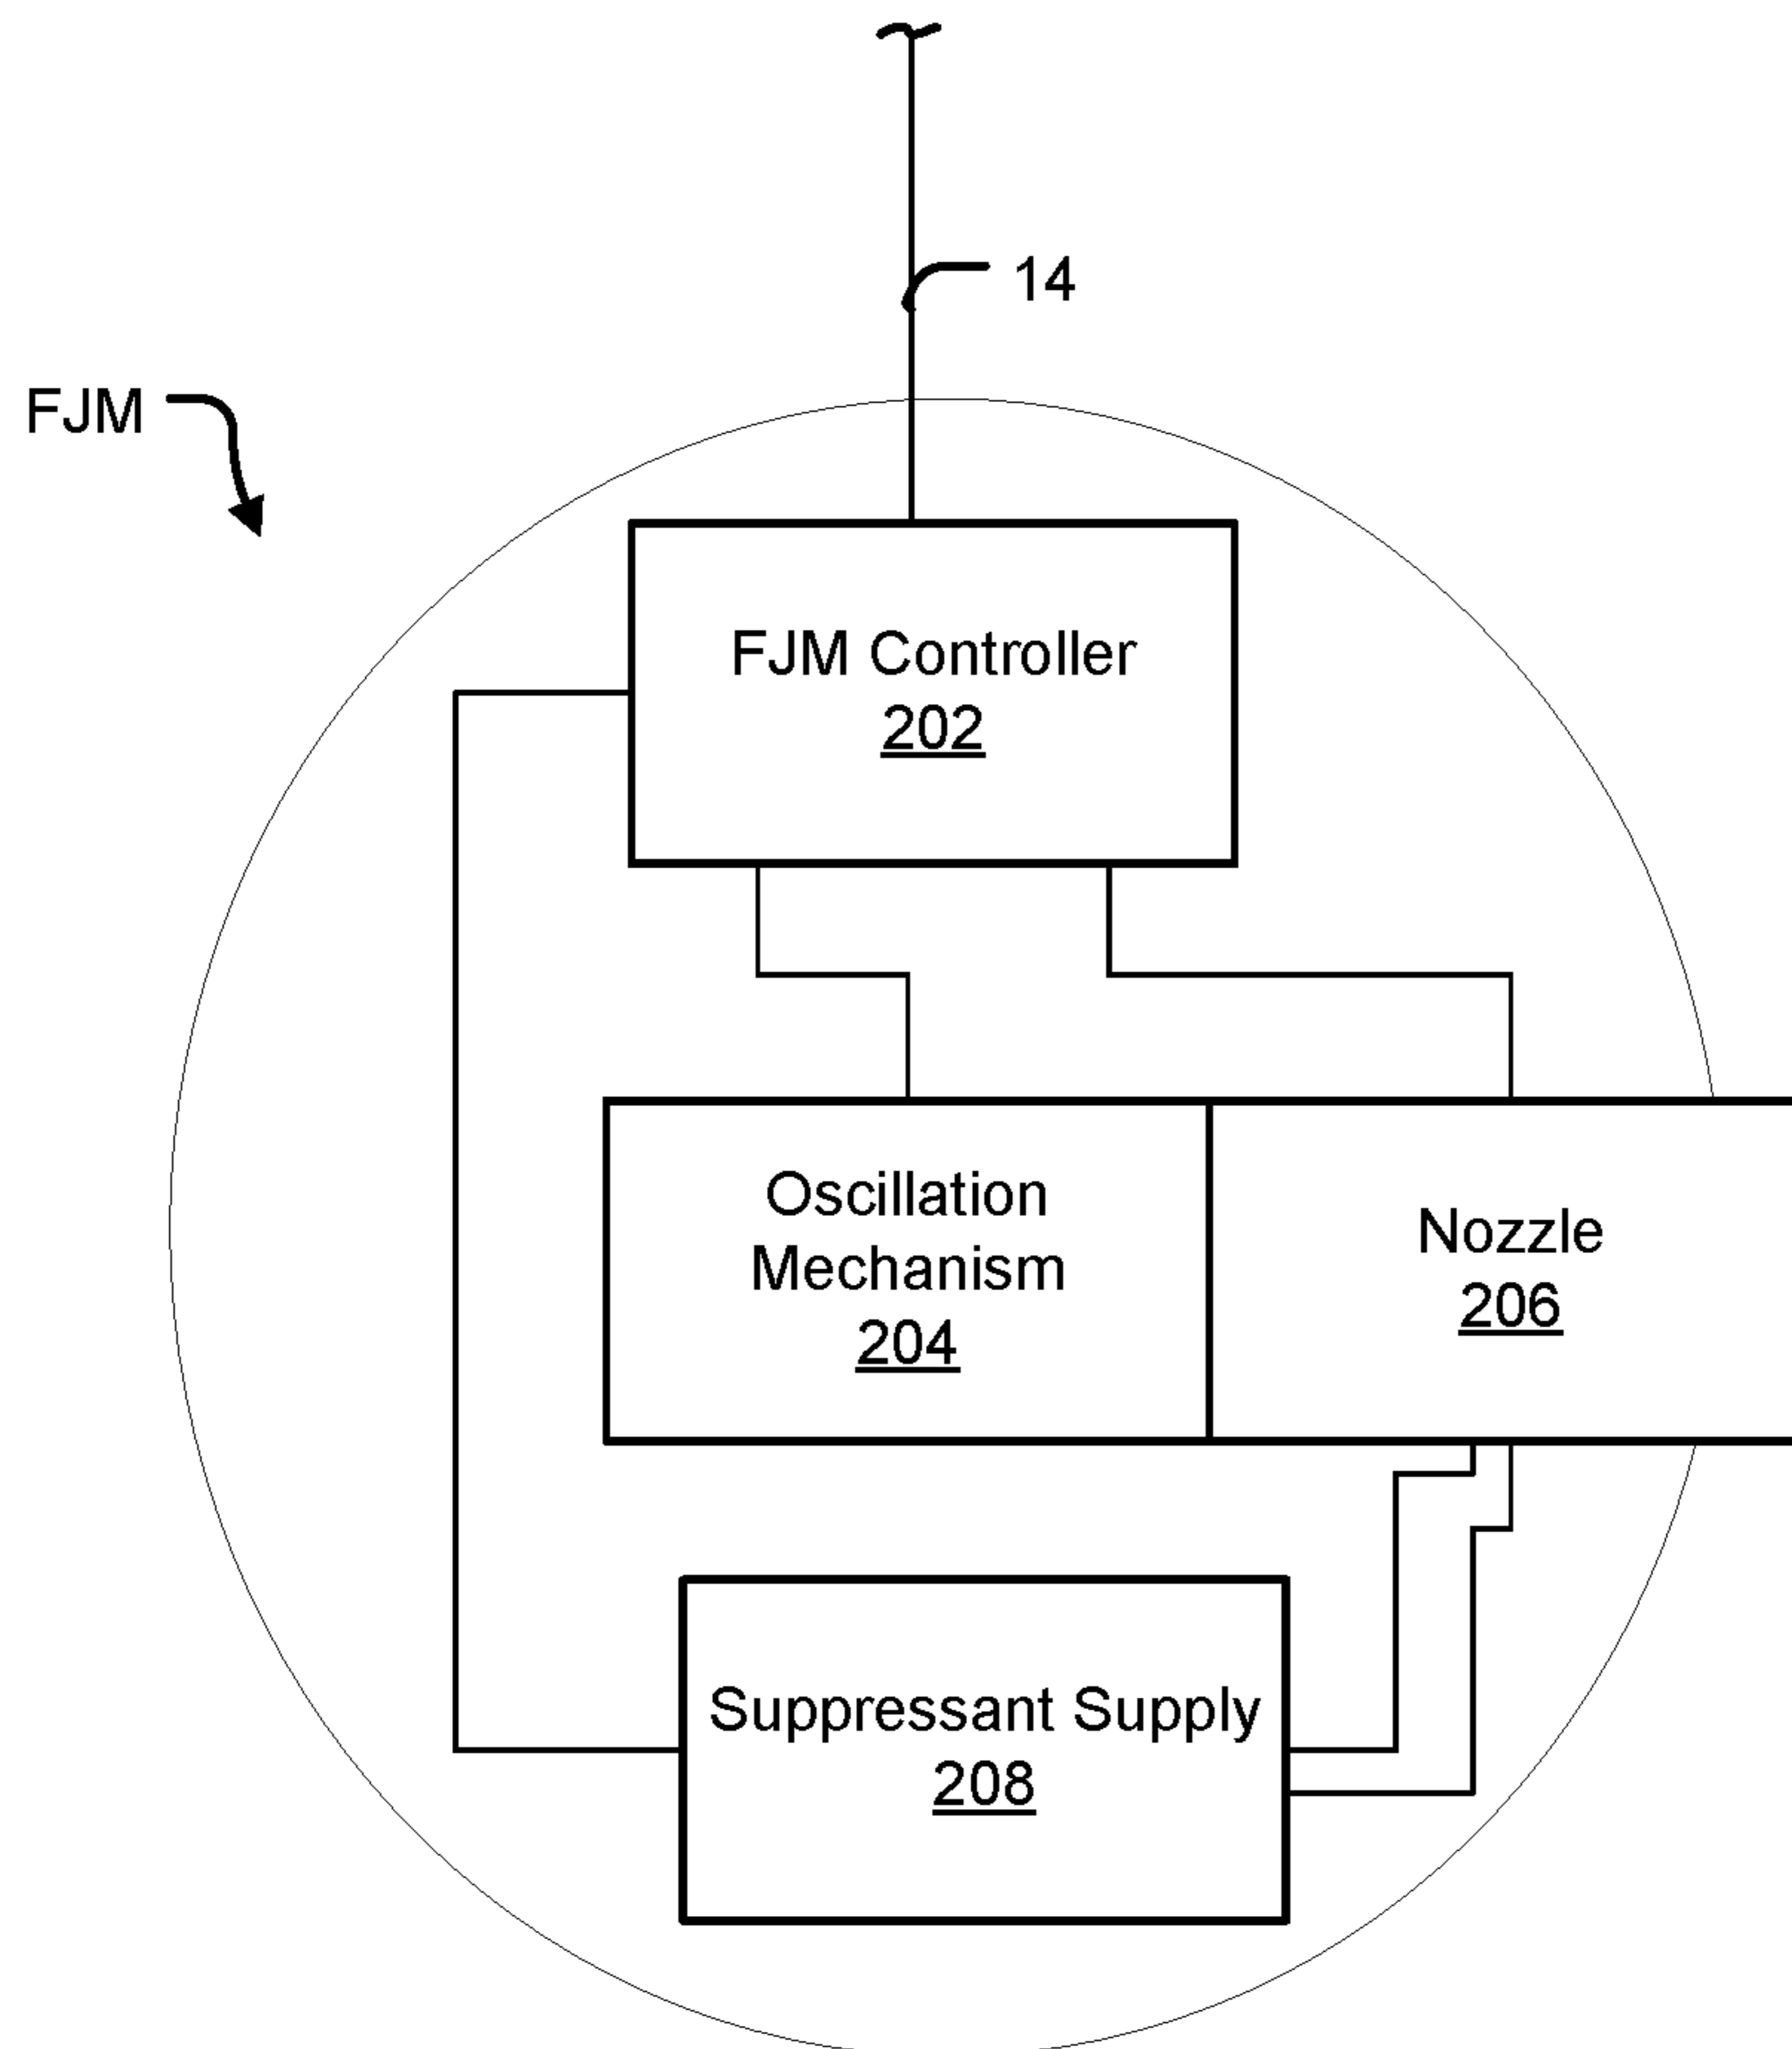 14
FJM
FJM Controller
202
Oscillation
Mechanism
204
Nozzle
206
Suppressant Supply
208